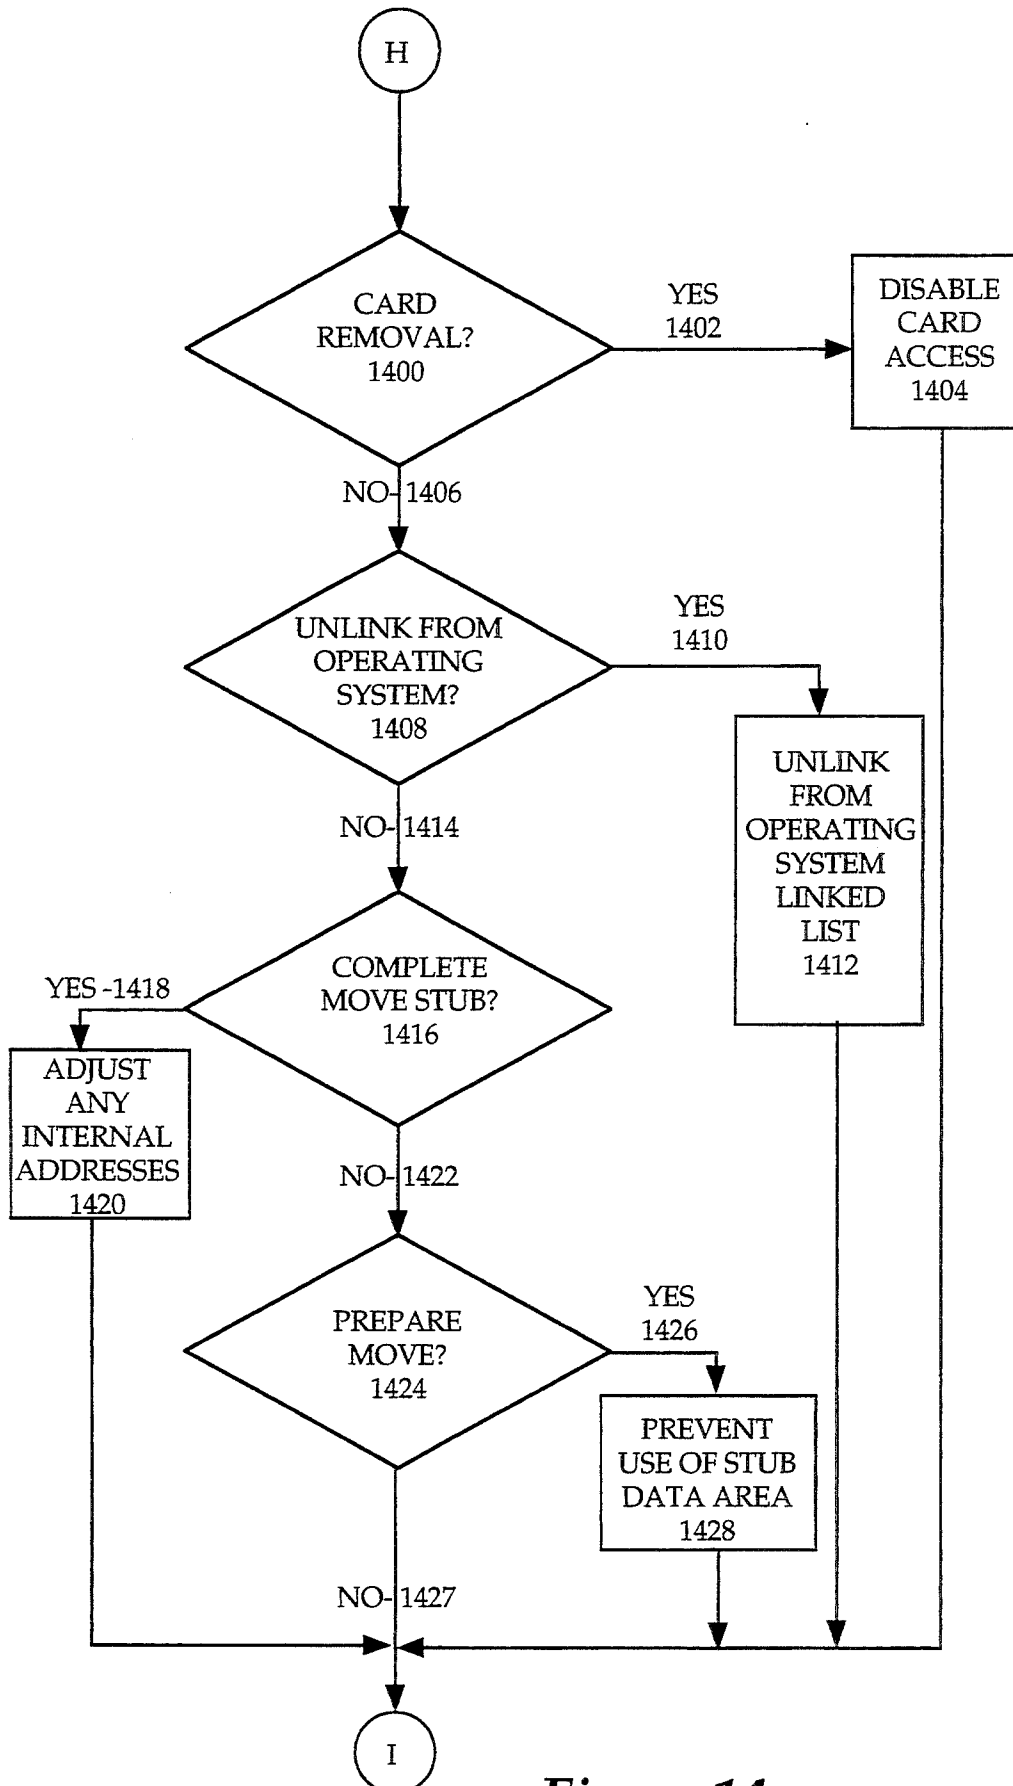 H
CARD
REMOVAL?
1400
YES
1402
DISABLE
CARD
ACCESS
1404
NO- 1406
UNLINK FROM
OPERATING
SYSTEM?
1408
YES
1410
UNLINK
FROM
OPERATING
SYSTEM
LINKED
LIST
1412
NO- 1414
COMPLETE
MOVE STUB?
1416
YES -1418
ADJUST
ANY
INTERNAL
ADDRESSES
1420
NO- 1422
PREPARE
MOVE?
1424
YES
1426
PREVENT
USE OF STUB
DATA AREA
1428
NO- 1427
I
Figure 14